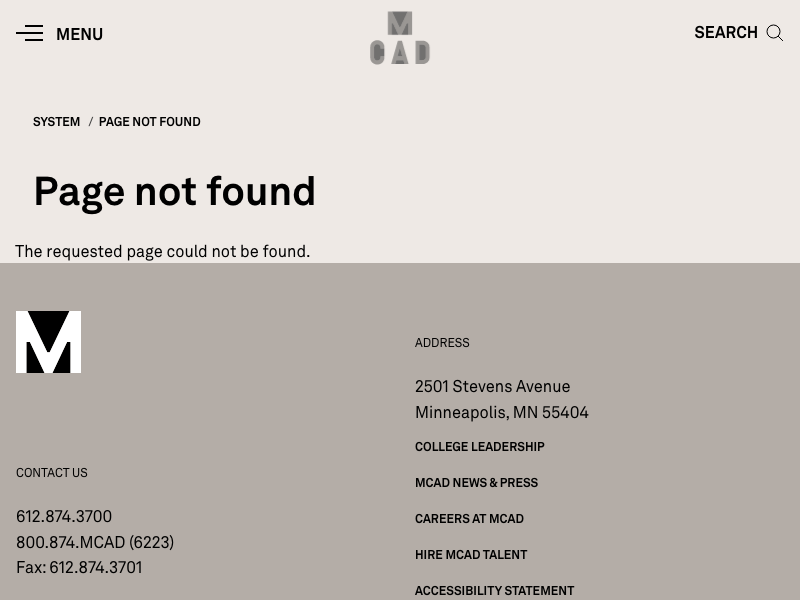 MENU
M
CAD
SEARCH
SYSTEM / PAGE NOT FOUND
Page not found
The requested page could not be found.
M
CONTACT US
612.874.3700
800.874.MCAD (6223)
Fax: 612.874.3701
ADDRESS
2501 Stevens Avenue
Minneapolis, MN 55404
COLLEGE LEADERSHIP
MCAD NEWS & PRESS
CAREERS AT MCAD
HIRE MCAD TALENT
ACCESSIBILITY STATEMENT